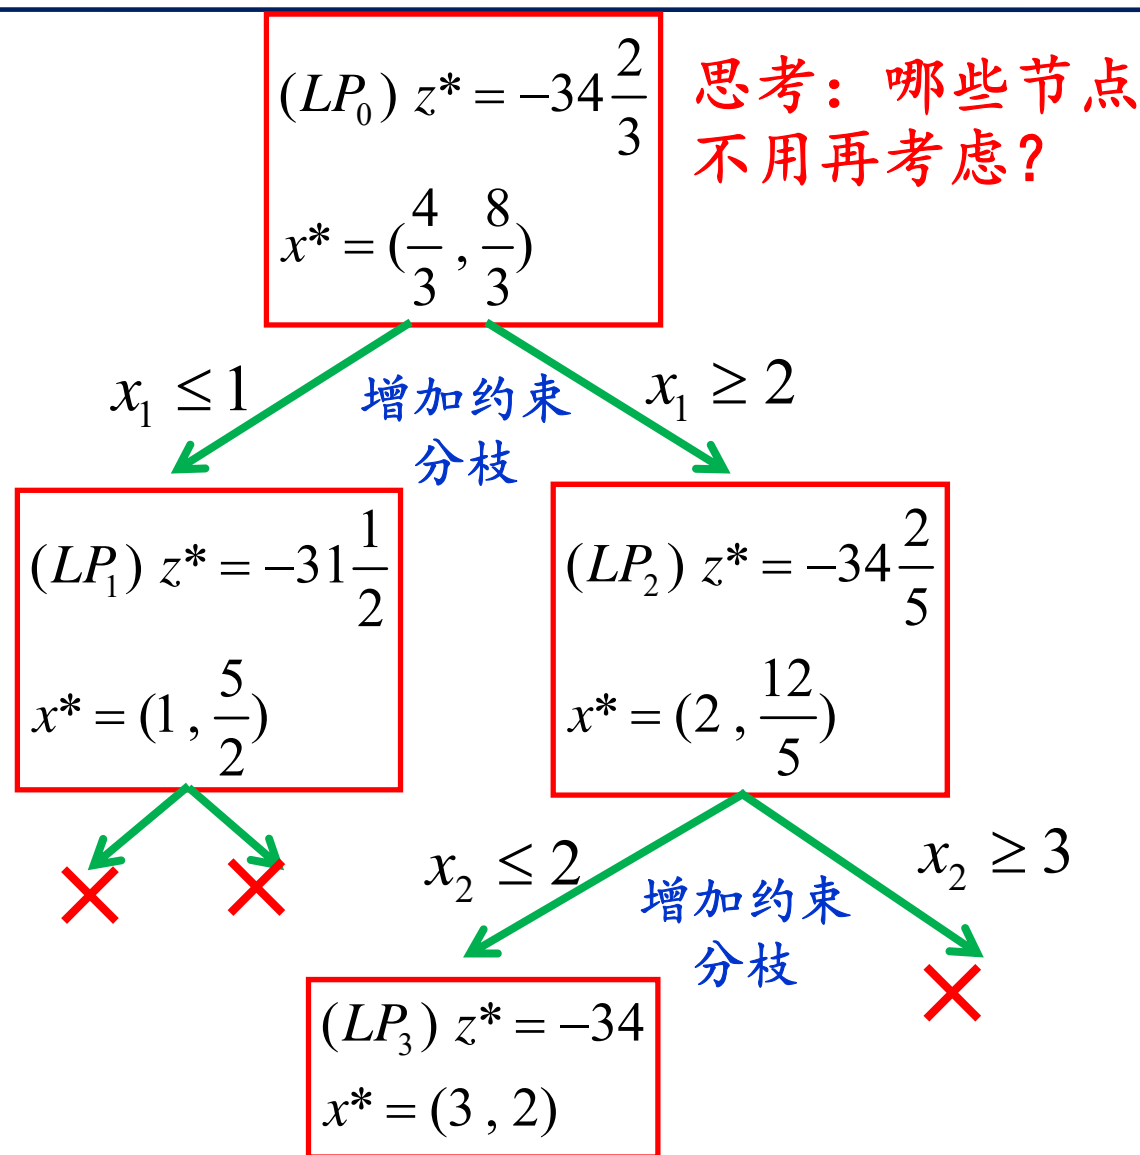 (LP₀) z* = −34 2/3
x* = (4/3 , 8/3)
思考：哪些节点
不用再考虑？
x₁ ≤ 1
增加约束
分枝
x₁ ≥ 2
(LP₁) z* = −31 1/2
x* = (1 , 5/2)
(LP₂) z* = −34 2/5
x* = (2 , 12/5)
x₂ ≤ 2
增加约束
分枝
x₂ ≥ 3
(LP₃) z* = −34
x* = (3 , 2)